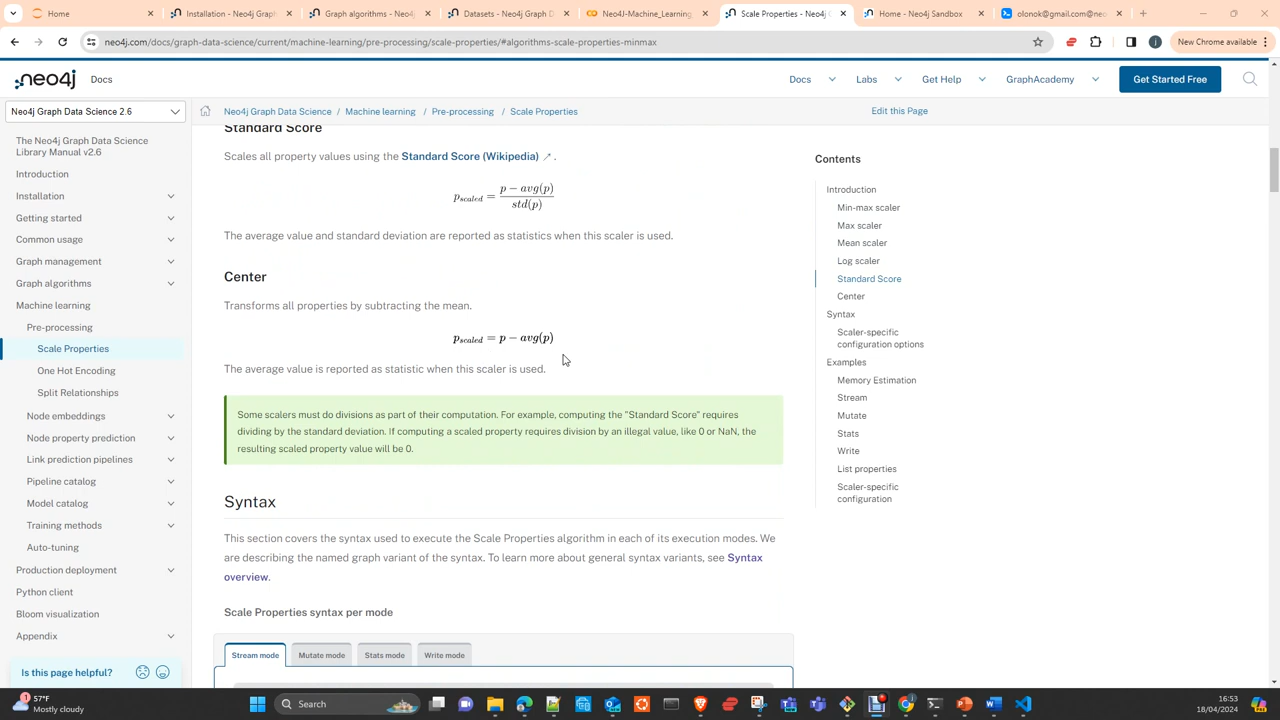 Home
Installation - Neo4j Graph
Graph algorithms - Neo4j
Datasets - Neo4j Graph D
Neo4J-Machine_Learning
Scale Properties - Neo4j G
Home - Neo4j Sandbox
olonok@gmail.com@neo
neo4j.com/docs/graph-data-science/current/machine-learning/pre-processing/scale-properties/#algorithms-scale-properties-minmax
New Chrome available
neo4j
Docs
Docs
Labs
Get Help
GraphAcademy
Get Started Free
Neo4j Graph Data Science 2.6
Neo4j Graph Data Science / Machine learning / Pre-processing / Scale Properties
Edit this Page
The Neo4j Graph Data Science
Library Manual v2.6
Introduction
Installation
Getting started
Common usage
Graph management
Graph algorithms
Machine learning
Pre-processing
Scale Properties
One Hot Encoding
Split Relationships
Node embeddings
Node property prediction
Link prediction pipelines
Pipeline catalog
Model catalog
Training methods
Auto-tuning
Production deployment
Python client
Bloom visualization
Appendix
Is this page helpful?
Standard Score
Scales all property values using the Standard Score (Wikipedia) ↗ .
p_scaled = (p − avg(p)) / std(p)
The average value and standard deviation are reported as statistics when this scaler is used.
Center
Transforms all properties by subtracting the mean.
p_scaled = p − avg(p)
The average value is reported as statistic when this scaler is used.
Some scalers must do divisions as part of their computation. For example, computing the "Standard Score" requires
dividing by the standard deviation. If computing a scaled property requires division by an illegal value, like 0 or NaN, the
resulting scaled property value will be 0.
Syntax
This section covers the syntax used to execute the Scale Properties algorithm in each of its execution modes. We
are describing the named graph variant of the syntax. To learn more about general syntax variants, see Syntax
overview.
Scale Properties syntax per mode
Stream mode
Mutate mode
Stats mode
Write mode
Contents
Introduction
Min-max scaler
Max scaler
Mean scaler
Log scaler
Standard Score
Center
Syntax
Scaler-specific
configuration options
Examples
Memory Estimation
Stream
Mutate
Stats
Write
List properties
Scaler-specific
configuration
1
57°F
Mostly cloudy
Search
16:53
18/04/2024